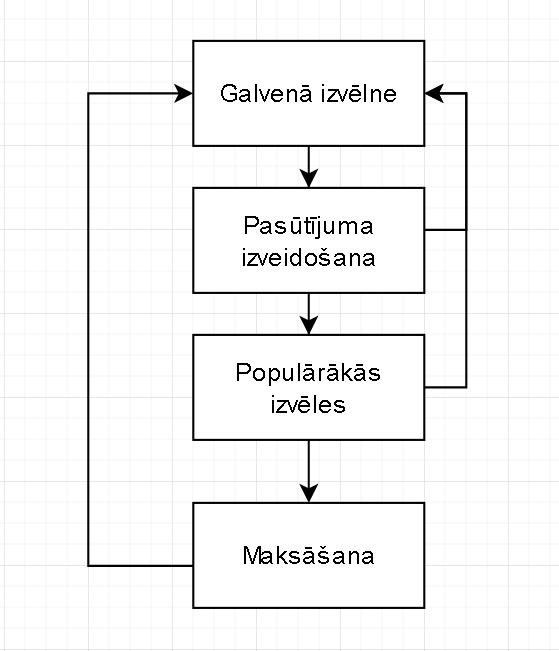 Galvenā izvēlne
Pasūtījuma
izveidošana
Populārākās
izvēles
Maksāšana